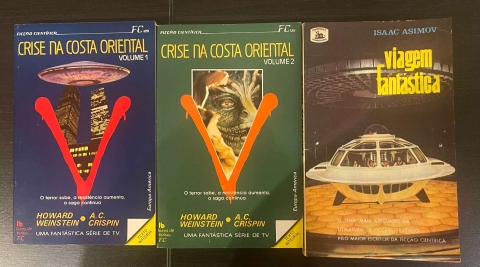 FICÇÃO CIENTÍFICA
FC
CRISE NA COSTA ORIENTAL
VOLUME 1
V
O terror sobe, a resistência aumenta,
a saga continua
HOWARD WEINSTEIN • A.C. CRISPIN
UMA FANTÁSTICA SÉRIE DE TV
FICÇÃO CIENTÍFICA
FC
CRISE NA COSTA ORIENTAL
VOLUME 2
V
O terror sobe, a resistência aumenta,
a saga continua
Europa-América
HOWARD WEINSTEIN • A.C. CRISPIN
UMA FANTÁSTICA SÉRIE DE TV
ISAAC ASIMOV
viagem
fantástica
PELO MAIOR ESCRITOR DA FICÇÃO CIENTÍFICA